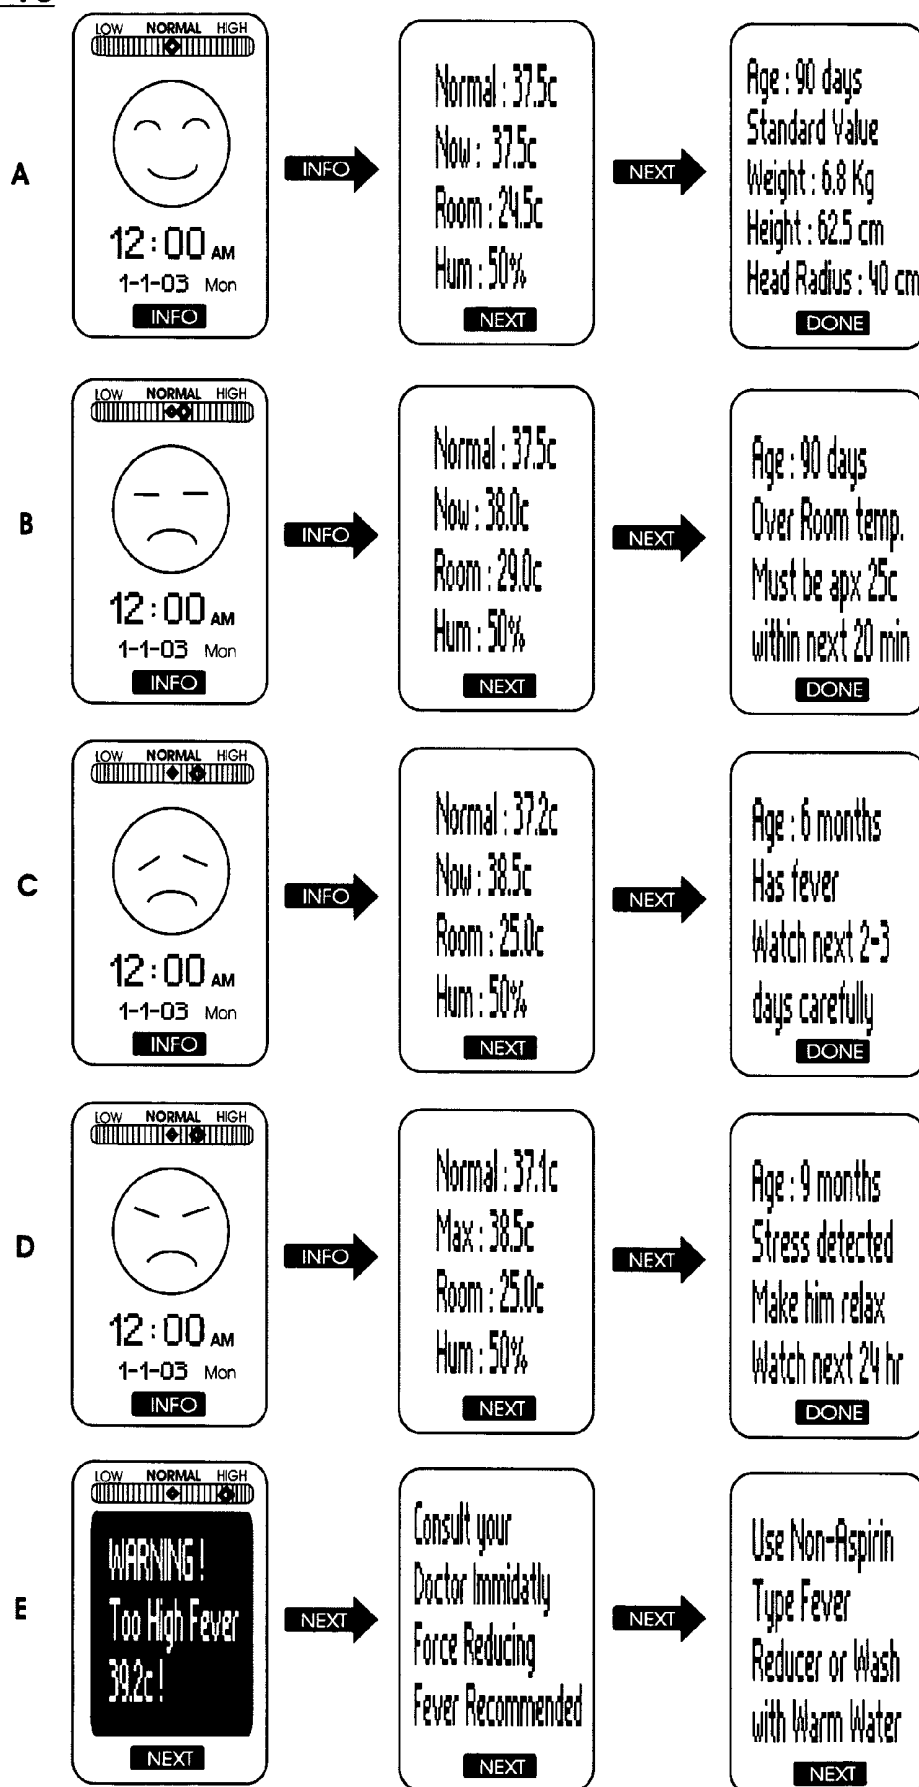 LOW NORMAL HIGH
A
12:00 AM
1-1-03 Mon
INFO
INFO
Normal : 37.5c
Now : 37.5c
Room : 24.5c
Hum : 50%
NEXT
NEXT
Age : 90 days
Standard Value
Weight : 6.8 Kg
Height : 62.5 cm
Head Radius : 40 cm
DONE
LOW NORMAL HIGH
B
12:00 AM
1-1-03 Mon
INFO
INFO
Normal : 37.5c
Now : 38.0c
Room : 29.0c
Hum : 50%
NEXT
NEXT
Age : 90 days
Over Room temp.
Must be apx 25c
within next 20 min
DONE
LOW NORMAL HIGH
C
12:00 AM
1-1-03 Mon
INFO
INFO
Normal : 37.2c
Now : 38.5c
Room : 25.0c
Hum : 50%
NEXT
NEXT
Age : 6 months
Has fever
Watch next 2-3
days carefully
DONE
LOW NORMAL HIGH
D
12:00 AM
1-1-03 Mon
INFO
INFO
Normal : 37.1c
Max : 38.5c
Room : 25.0c
Hum : 50%
NEXT
NEXT
Age : 9 months
Stress detected
Make him relax
Watch next 24 hr
DONE
LOW NORMAL HIGH
E
WARNING !
Too High Fever
39.2c !
NEXT
NEXT
Consult your
Doctor Immidatly
Force Reducing
Fever Recommended
NEXT
NEXT
Use Non-Aspirin
Type Fever
Reducer or Wash
with Warm Water
NEXT